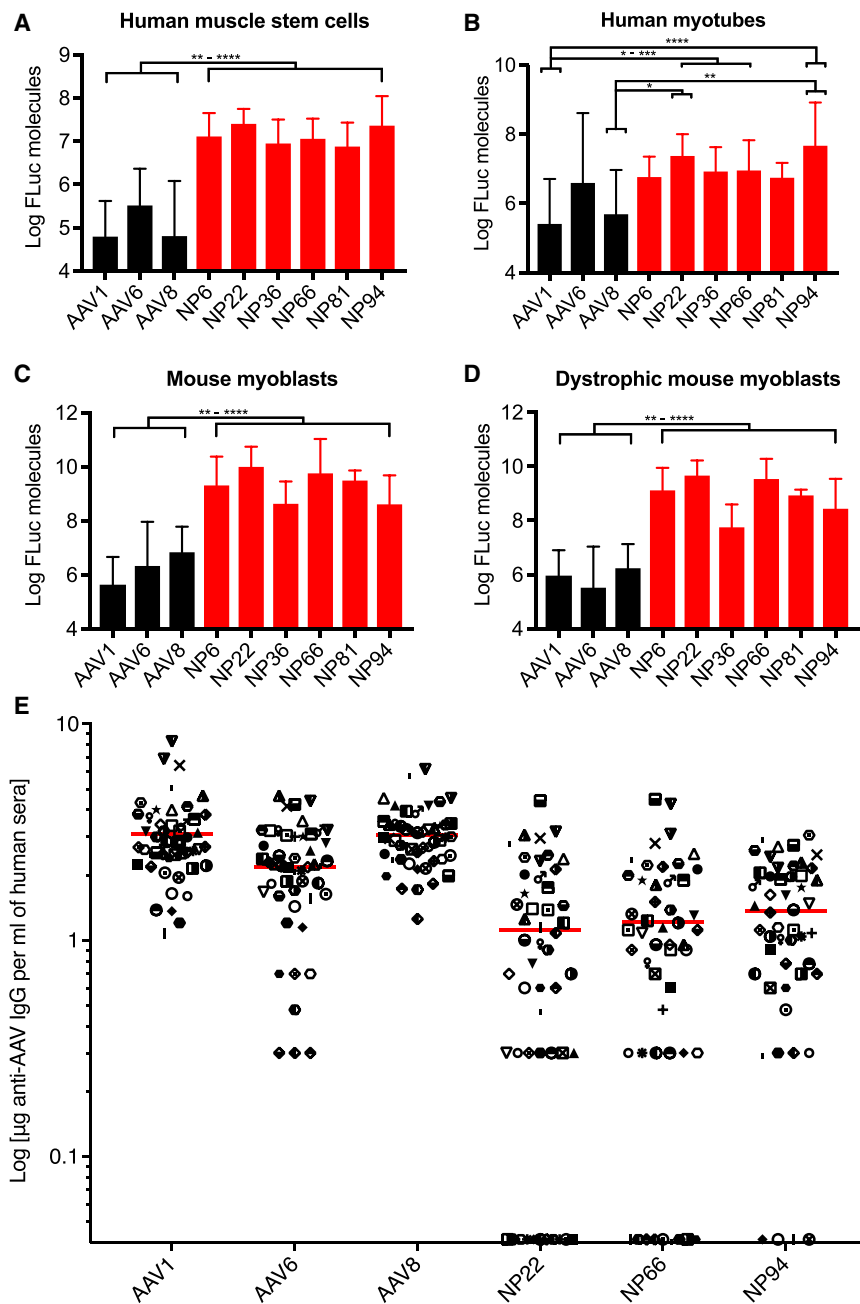 A
Human muscle stem cells
Log FLuc molecules
9
8
7
6
5
4
** - ****
AAV1
AAV6
AAV8
NP6
NP22
NP36
NP66
NP81
NP94
B
Human myotubes
Log FLuc molecules
10
8
6
4
****
* - ***
**
*
AAV1
AAV6
AAV8
NP6
NP22
NP36
NP66
NP81
NP94
C
Mouse myoblasts
Log FLuc molecules
12
10
8
6
4
** - ****
AAV1
AAV6
AAV8
NP6
NP22
NP36
NP66
NP81
NP94
D
Dystrophic mouse myoblasts
Log FLuc molecules
12
10
8
6
4
** - ****
AAV1
AAV6
AAV8
NP6
NP22
NP36
NP66
NP81
NP94
E
Log [µg anti-AAV IgG per ml of human sera]
10
1
0.1
AAV1
AAV6
AAV8
NP22
NP66
NP94